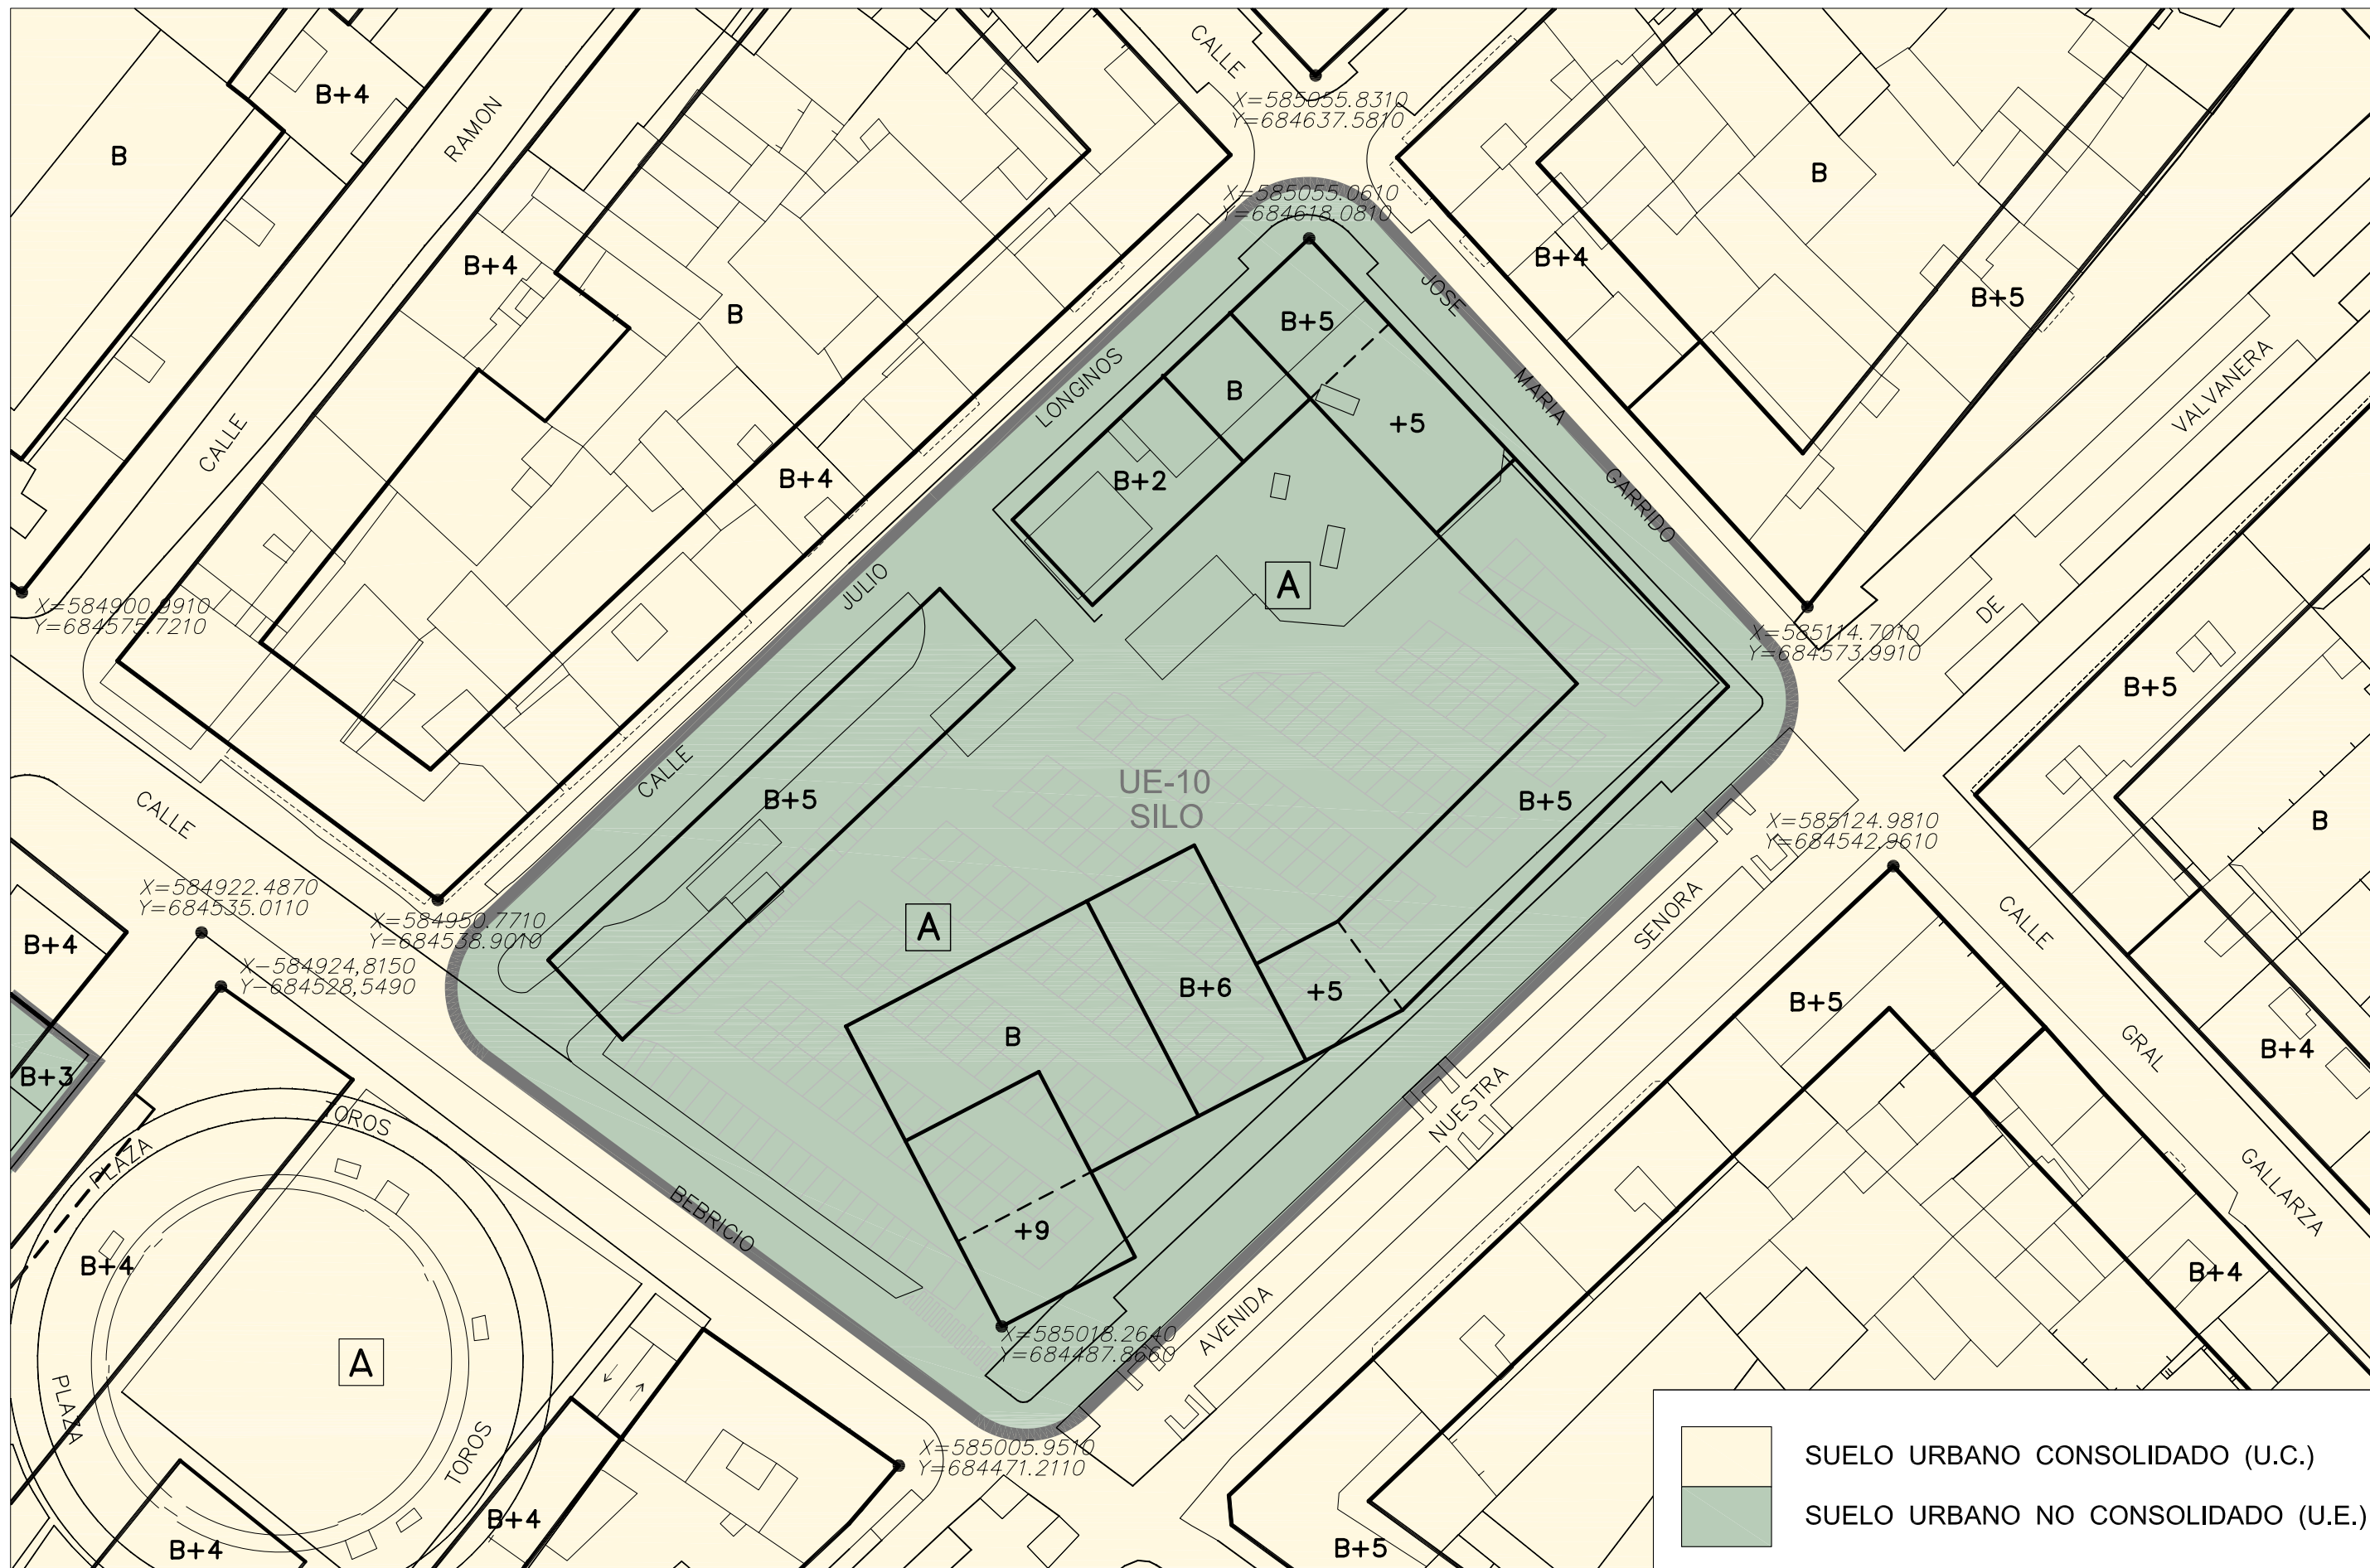 CALLE
X=585055.8310
Y=684637.5810
B+4
RAMON
B
B
X=585055.0610
Y=684618.0810
B+4
B+4
B+5
JOSE
B
B+5
LONGINOS
B
MARIA
VALVANERA
+5
CALLE
B+4
B+2
GARRIDO
A
JULIO
X=584900.9910
Y=684575.7210
DE
X=585114.7010
Y=684573.9910
B+5
CALLE
UE-10
SILO
B+5
B+5
CALLE
X=585124.9810
Y=684542.9610
B
X=584922.4870
Y=684535.0110
X=584950.7710
Y=684538.9010
A
SENORA
CALLE
B+4
X=584924,8150
Y=684528,5490
B+6
+5
B+5
B
GRAL
B+4
B+3
NUESTRA
TOROS
PLAZA
BEBRICIO
GALLARZA
+9
B+4
B+4
AVENIDA
A
X=585018.2640
Y=684487.8660
PLAZA
TOROS
X=585005.9510
Y=684471.2110
SUELO URBANO CONSOLIDADO (U.C.)
SUELO URBANO NO CONSOLIDADO (U.E.)
B+4
B+4
B+5